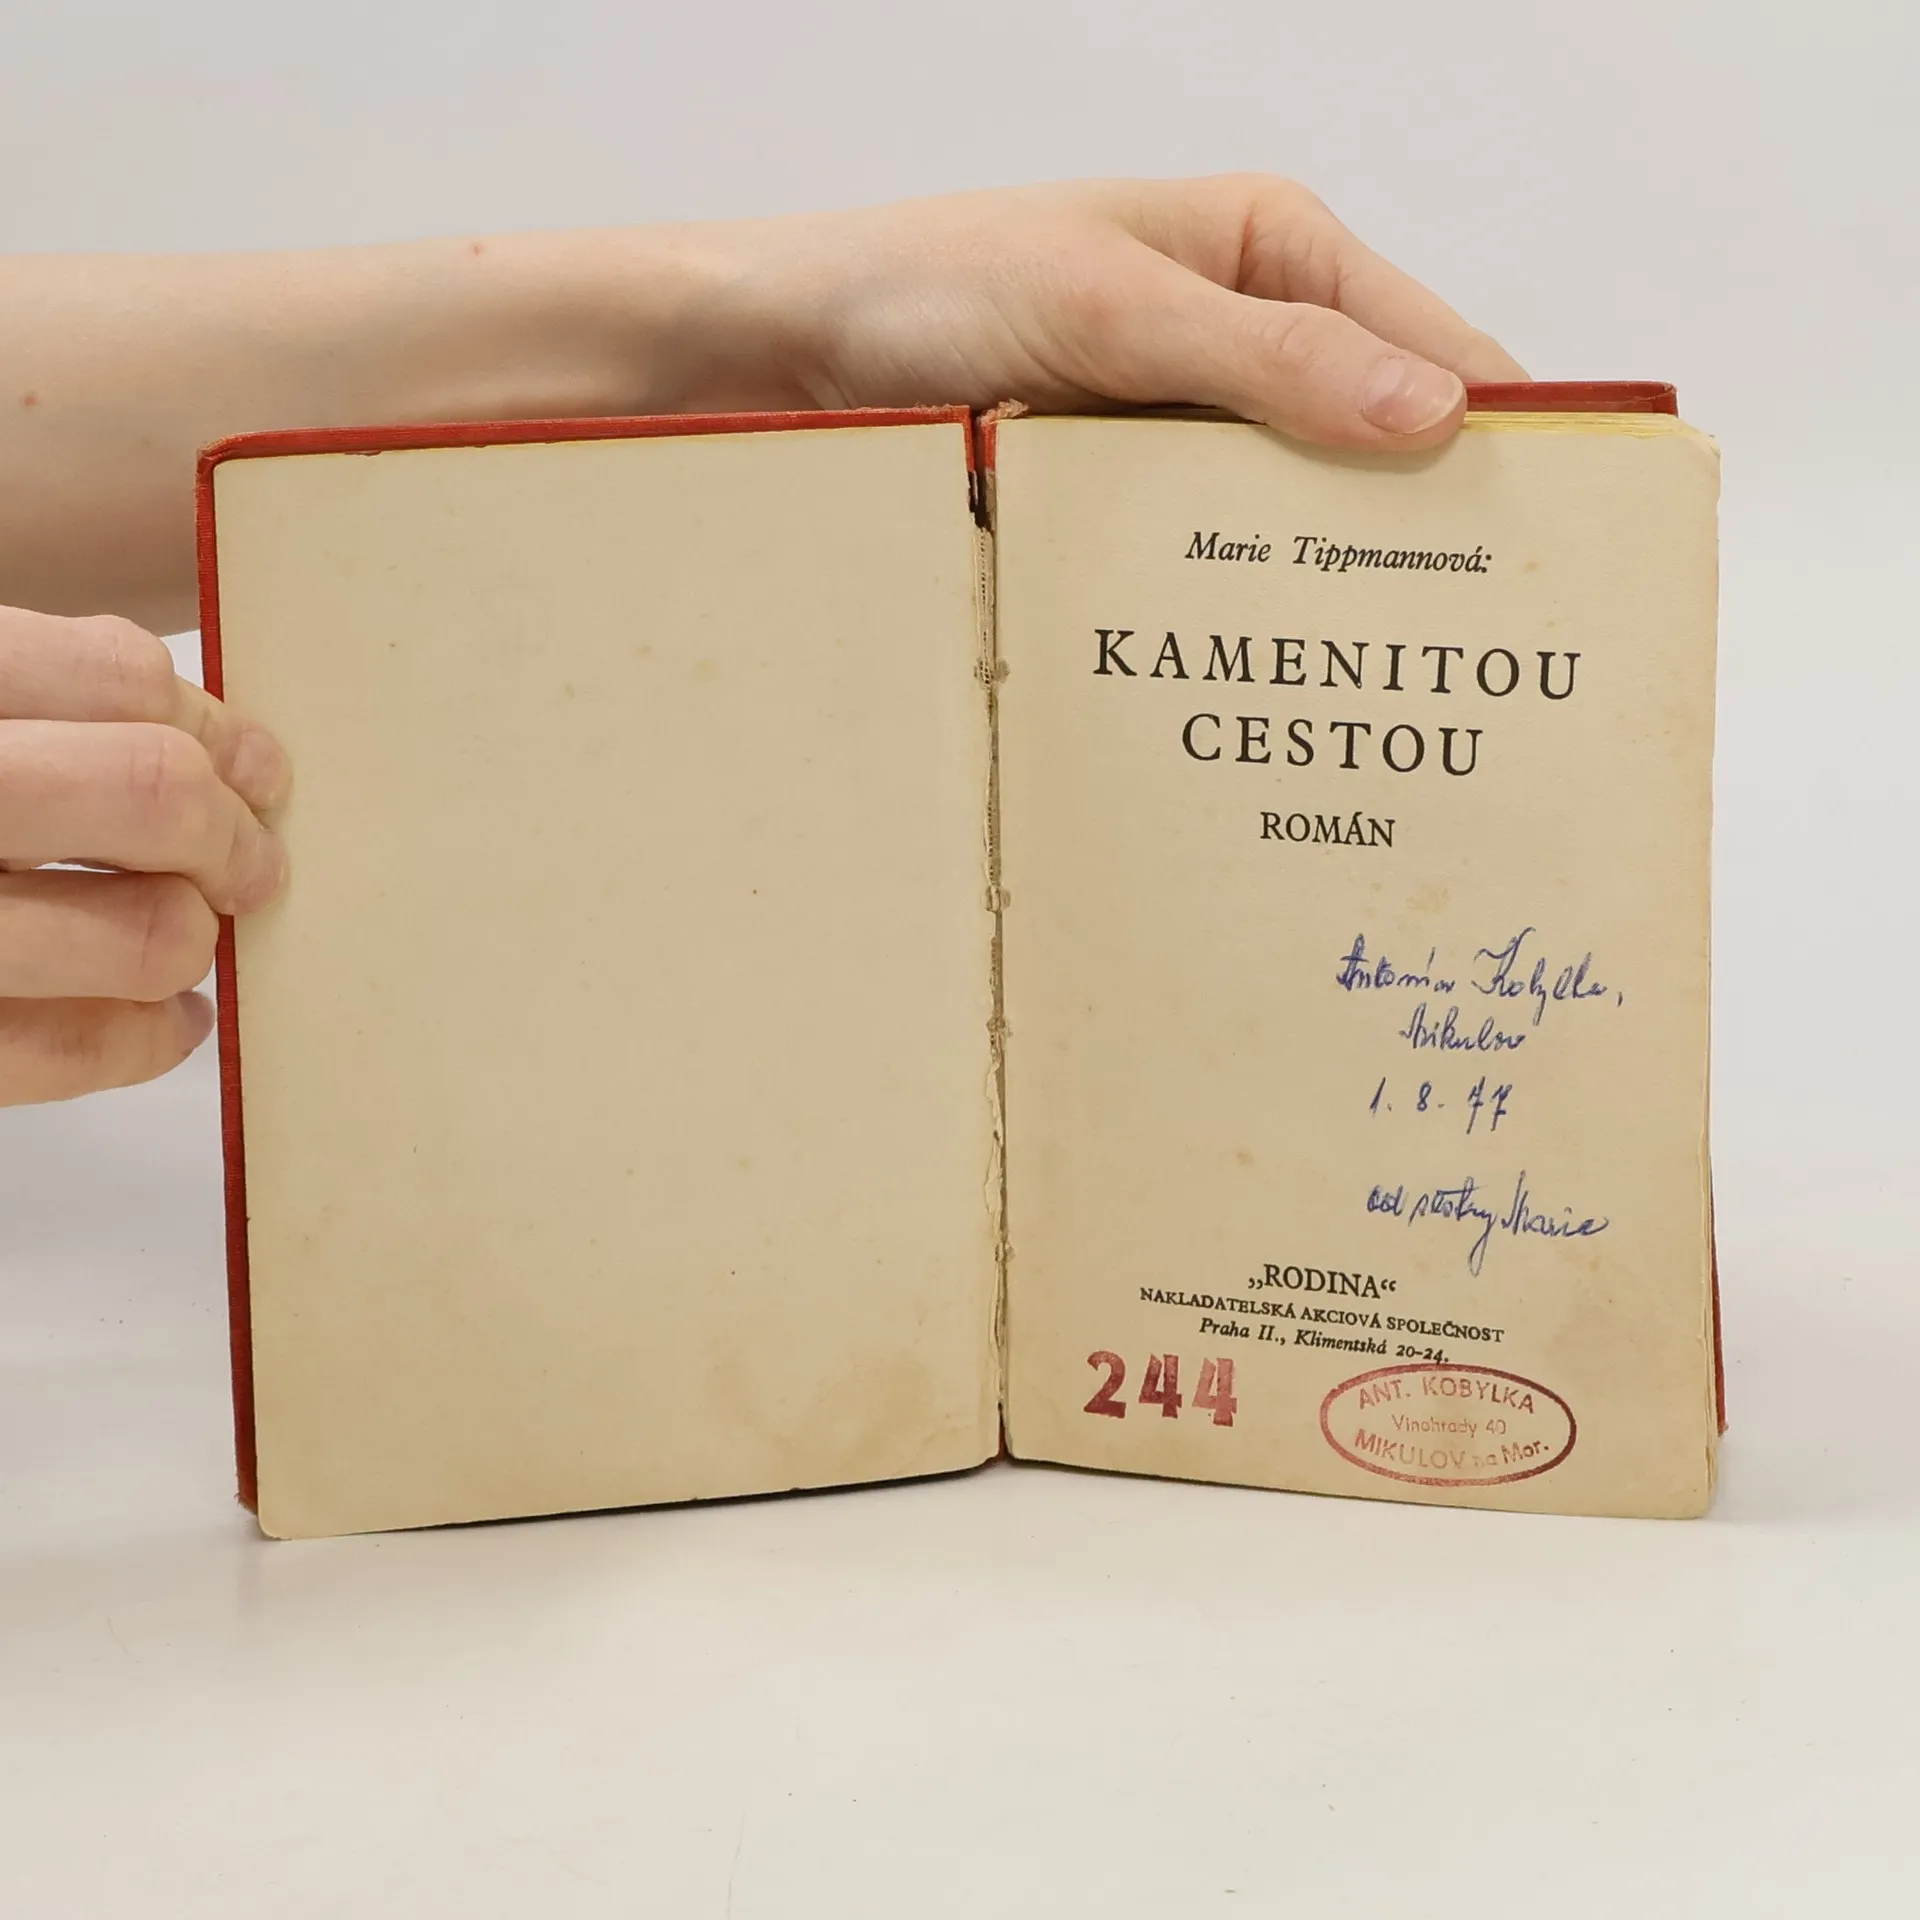 Marie Tippmannová:
KAMENITOU
CESTOU
ROMÁN
Antonín Kobylka,
Mikulov
1. 8. 77
od sestry Marie
„RODINA“
NAKLADATELSKÁ AKCIOVÁ SPOLEČNOST
Praha II., Klimentská 20-24.
244
ANT. KOBYLKA
Vinohrady 40
MIKULOV na Mor.